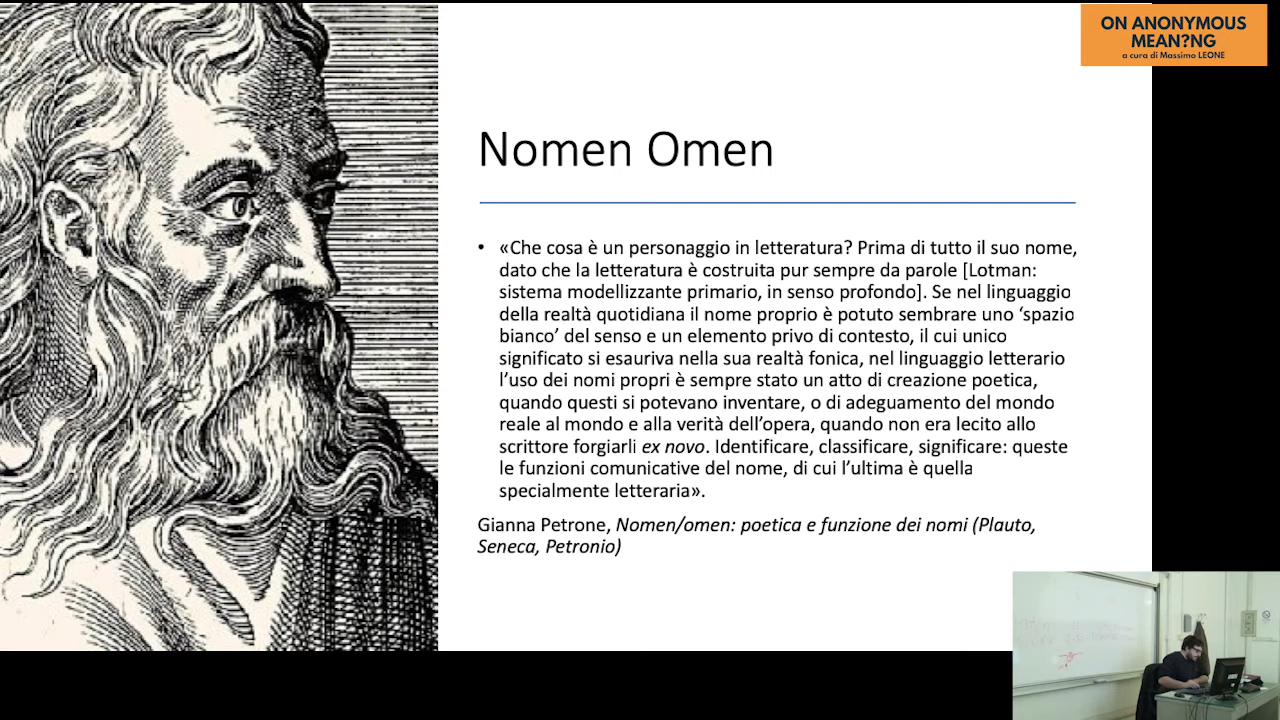 ON ANONYMOUS
MEAN?NG
a cura di Massimo LEONE
Nomen Omen
• «Che cosa è un personaggio in letteratura? Prima di tutto il suo nome,
dato che la letteratura è costruita pur sempre da parole [Lotman:
sistema modellizzante primario, in senso profondo]. Se nel linguaggio
della realtà quotidiana il nome proprio è potuto sembrare uno ‘spazio
bianco’ del senso e un elemento privo di contesto, il cui unico
significato si esauriva nella sua realtà fonica, nel linguaggio letterario
l’uso dei nomi propri è sempre stato un atto di creazione poetica,
quando questi si potevano inventare, o di adeguamento del mondo
reale al mondo e alla verità dell’opera, quando non era lecito allo
scrittore forgiarli ex novo. Identificare, classificare, significare: queste
le funzioni comunicative del nome, di cui l’ultima è quella
specialmente letteraria».
Gianna Petrone, Nomen/omen: poetica e funzione dei nomi (Plauto,
Seneca, Petronio)